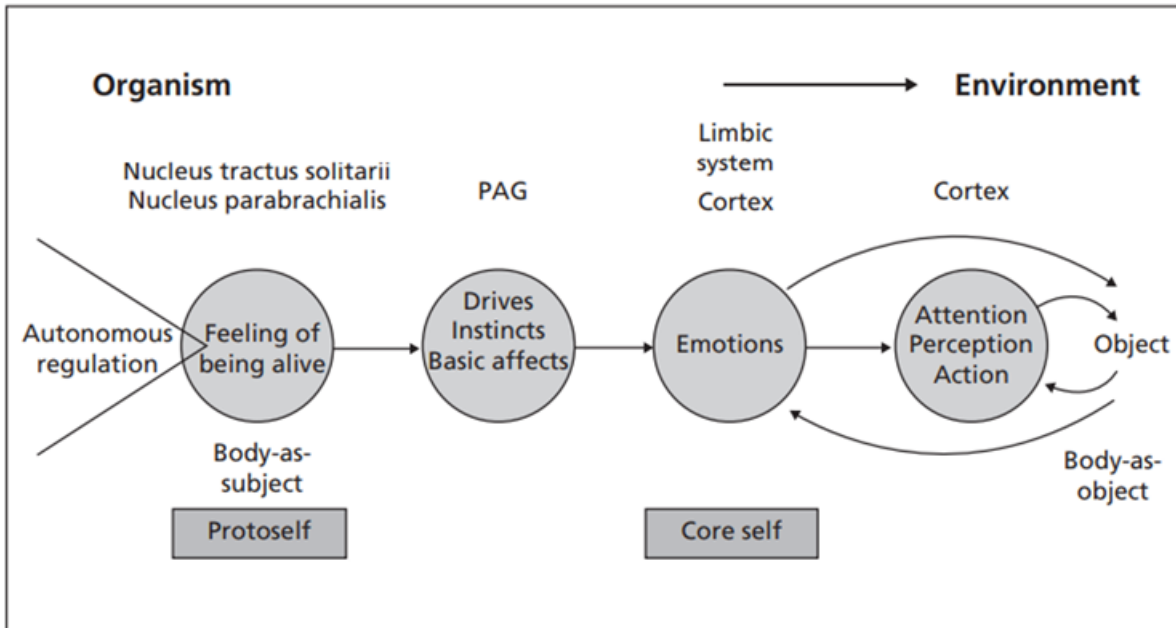 Organism
Environment
Nucleus tractus solitarii
Nucleus parabrachialis
PAG
Limbic
system
Cortex
Cortex
Autonomous
regulation
Feeling of
being alive
Drives
Instincts
Basic affects
Emotions
Attention
Perception
Action
Object
Body-as-
subject
Body-as-
object
Protoself
Core self